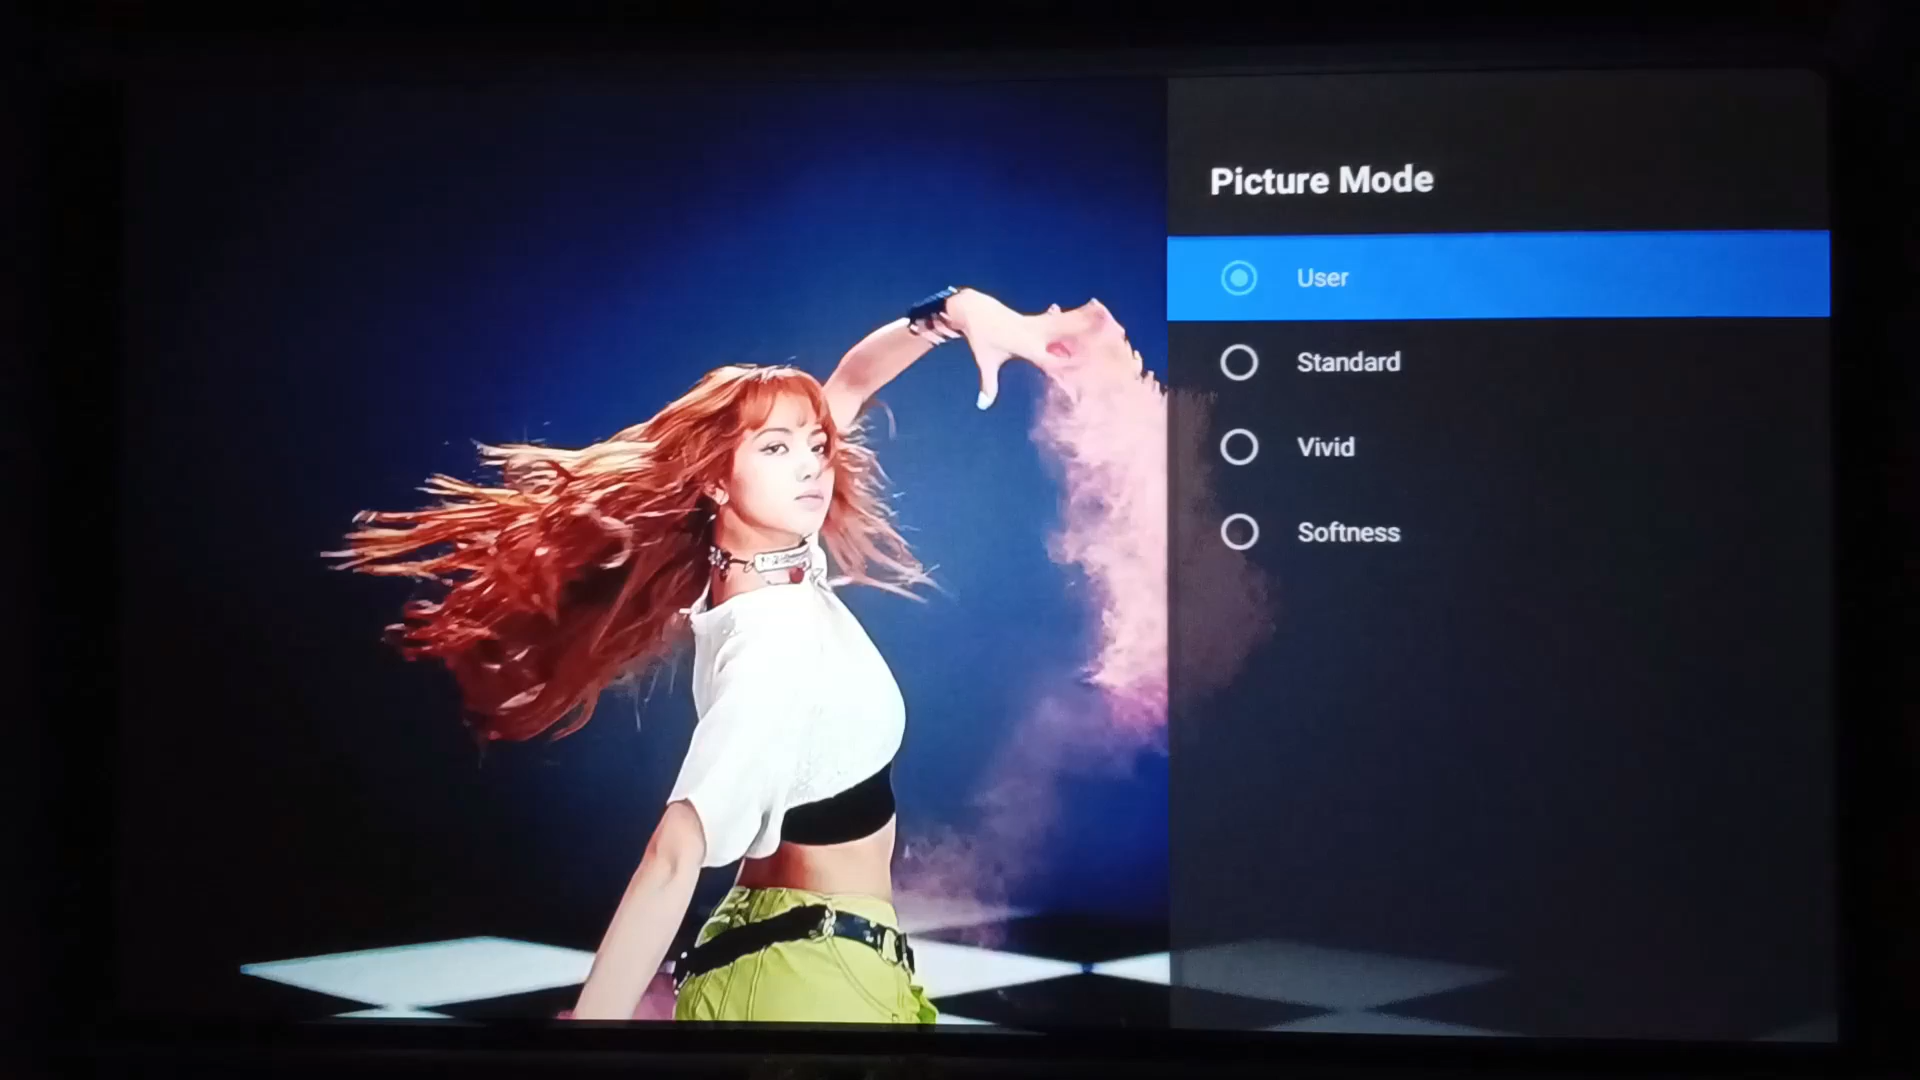 Picture Mode
User
Standard
Vivid
Softness